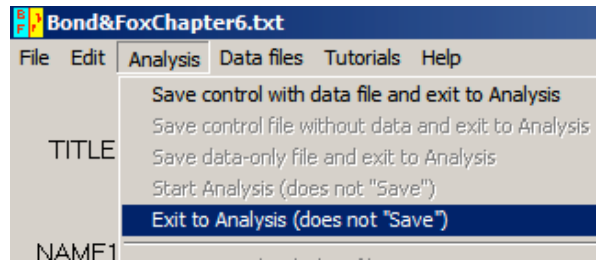 Bond&FoxChapter6.txt
File Edit Analysis Data files Tutorials Help
Save control with data file and exit to Analysis
Save control file without data and exit to Analysis
TITLE
Save data-only file and exit to Analysis
Start Analysis (does not "Save")
Exit to Analysis (does not "Save")
NAME1